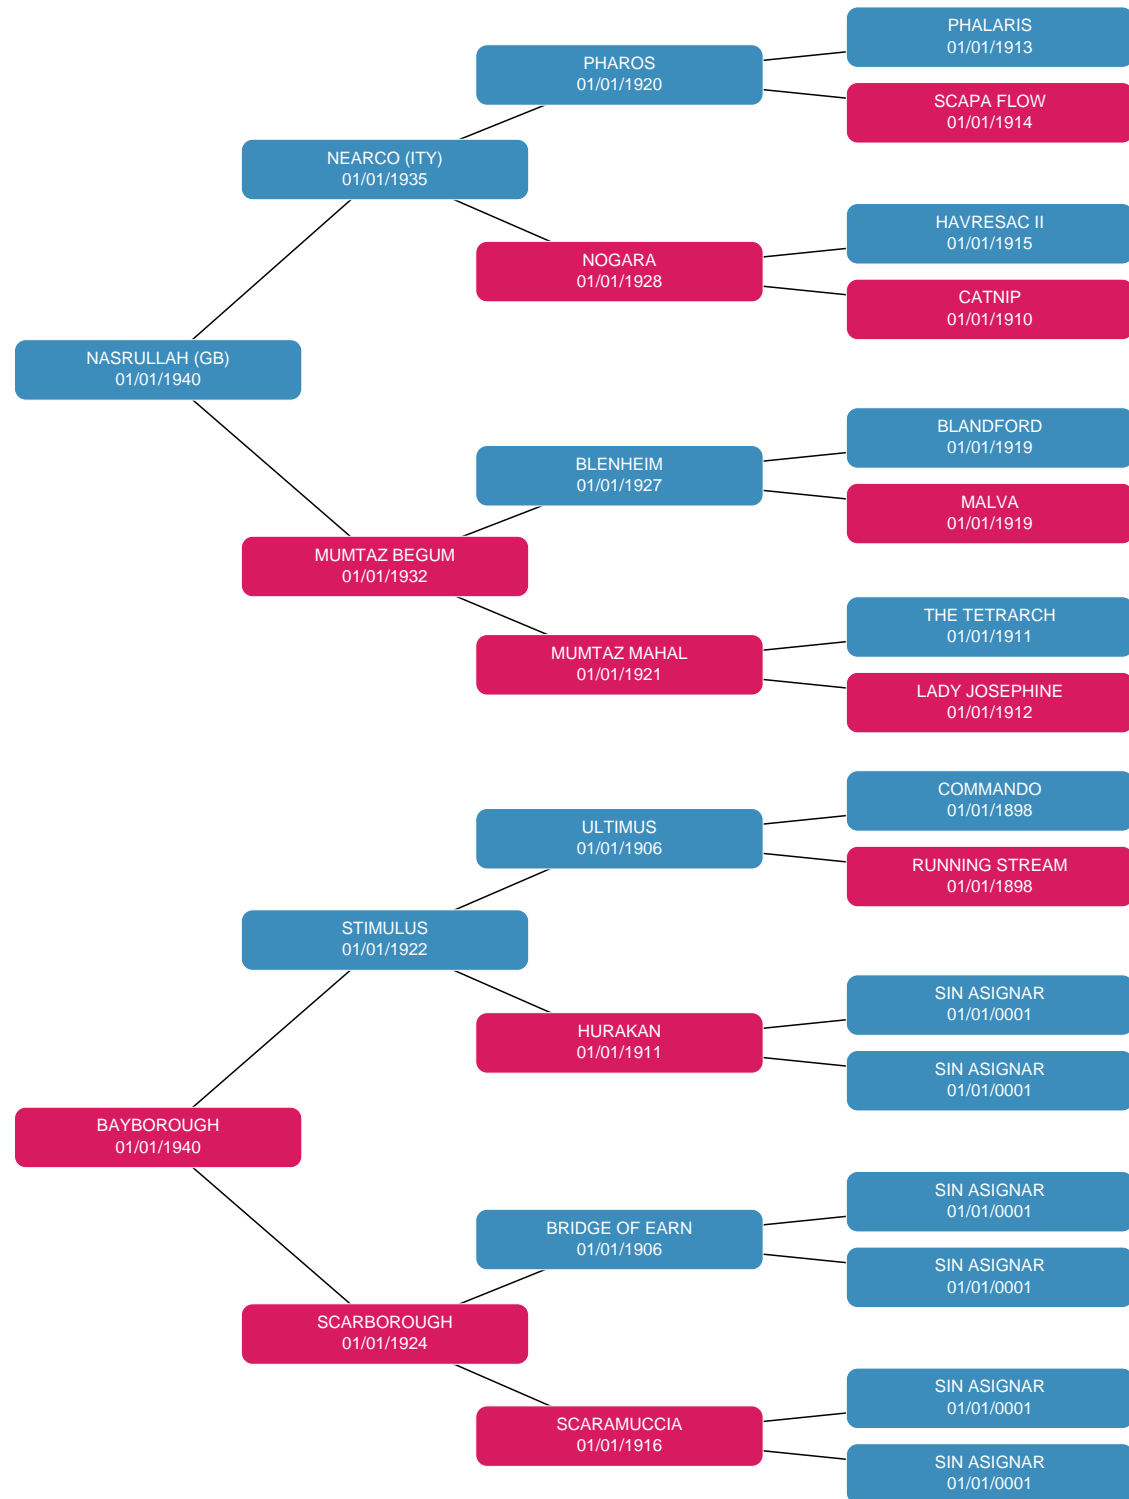 PHALARIS
01/01/1913
PHAROS
01/01/1920
SCAPA FLOW
01/01/1914
NEARCO (ITY)
01/01/1935
HAVRESAC II
01/01/1915
NOGARA
01/01/1928
CATNIP
01/01/1910
NASRULLAH (GB)
01/01/1940
BLANDFORD
01/01/1919
BLENHEIM
01/01/1927
MALVA
01/01/1919
MUMTAZ BEGUM
01/01/1932
THE TETRARCH
01/01/1911
MUMTAZ MAHAL
01/01/1921
LADY JOSEPHINE
01/01/1912
COMMANDO
01/01/1898
ULTIMUS
01/01/1906
RUNNING STREAM
01/01/1898
STIMULUS
01/01/1922
SIN ASIGNAR
01/01/0001
HURAKAN
01/01/1911
SIN ASIGNAR
01/01/0001
BAYBOROUGH
01/01/1940
SIN ASIGNAR
01/01/0001
BRIDGE OF EARN
01/01/1906
SIN ASIGNAR
01/01/0001
SCARBOROUGH
01/01/1924
SIN ASIGNAR
01/01/0001
SCARAMUCCIA
01/01/1916
SIN ASIGNAR
01/01/0001